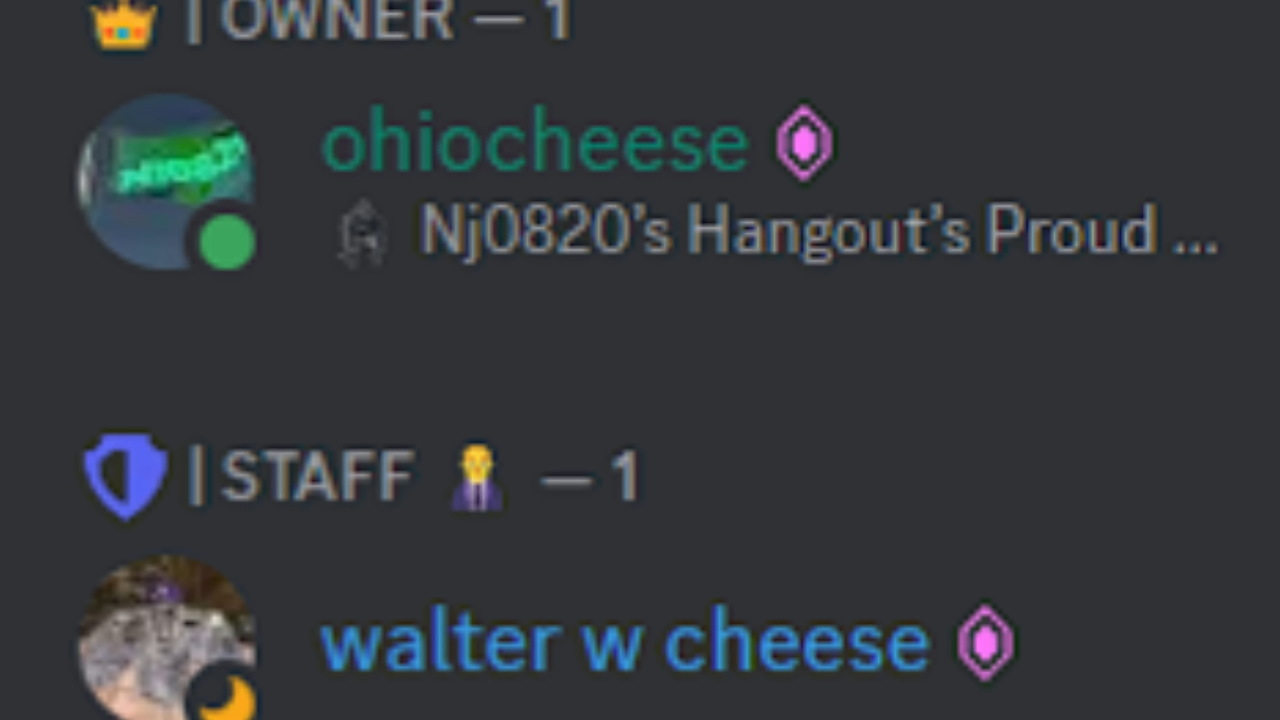 | OWNER — 1
ohiocheese
Nj0820’s Hangout’s Proud ...
| STAFF — 1
walter w cheese